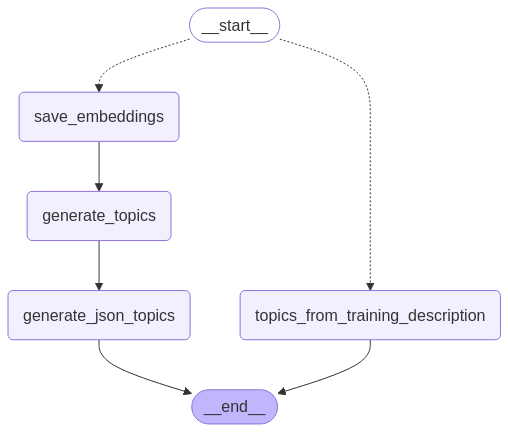 __start__
save_embeddings
generate_topics
generate_json_topics
topics_from_training_description
__end__